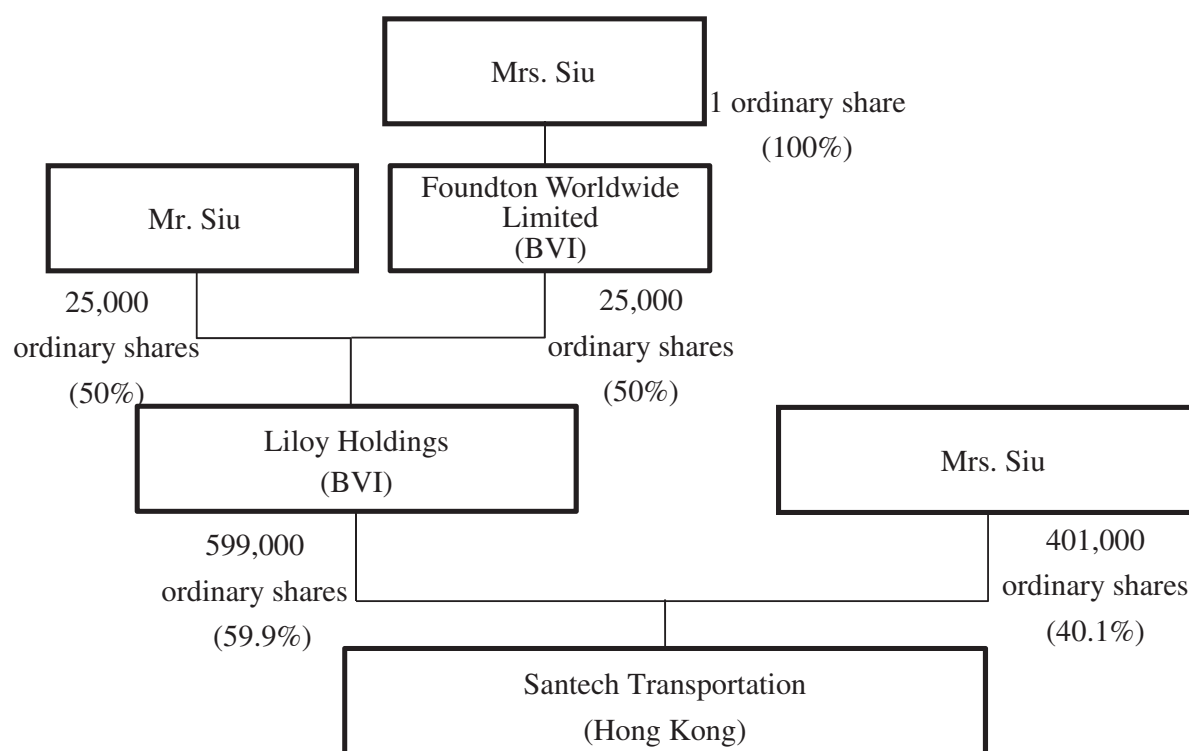 Mrs. Siu
1 ordinary share
(100%)
Mr. Siu
Foundton Worldwide
Limited
(BVI)
25,000
ordinary shares
(50%)
25,000
ordinary shares
(50%)
Liloy Holdings
(BVI)
Mrs. Siu
599,000
ordinary shares
(59.9%)
401,000
ordinary shares
(40.1%)
Santech Transportation
(Hong Kong)